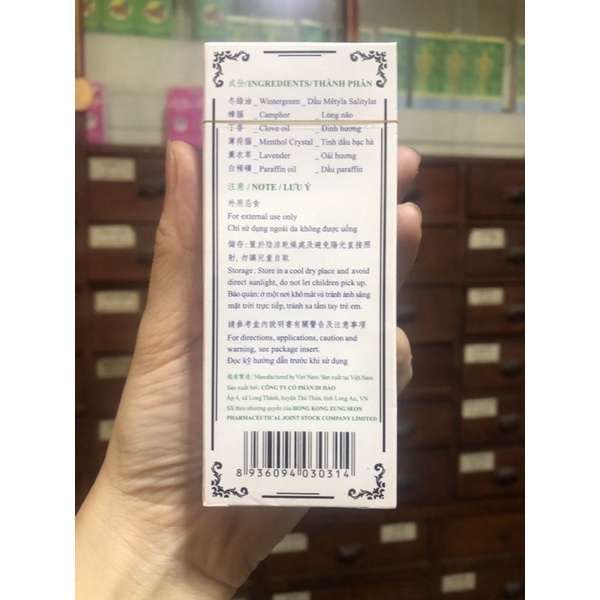 成份/INGREDIENTS/THÀNH PHẦN
冬綠油 _ Wintergreen _ Dầu Mêtyla Salitylat
樟腦 _ Camphor _ Lòng não
丁香 _ Clove oil _ Đinh hương
薄荷腦 _ Menthol Crystal _ Tinh dầu bạc hà
薰衣草 _ Lavender _ Oải hương
白臘礦 _ Paraffin oil _ Dầu paraffin
注意 / NOTE / LƯU Ý
外用忌食
For external use only
Chỉ sử dụng ngoài da không được uống
儲存: 置於陰涼乾燥處及避免陽光直接照
射, 勿讓兒童自取
Storage: Store in a cool dry place and avoid
direct sunlight, do not let children pick up.
Bảo quản: ở một nơi khô mát và tránh ánh sáng
mặt trời trực tiếp, tránh xa tầm tay trẻ em.
請參考盒內說明書有關警告及注意事項
For directions, applications, caution and
warning, see package insert.
Đọc kỹ hướng dẫn trước khi sử dụng
越南製造/ Manufactured by Viet Nam/ Sản xuất tại Việt Nam
Sản xuất bởi: CÔNG TY CỔ PHẦN DI HẢO
Ấp 4, xã Long Thành, huyện Thủ Thừa, tỉnh Long An, VN
SX theo nhượng quyền của HONG KONG ZUNG SEON
PHARMACEUTICAL JOINT STOCK COMPANY LIMITED
8 936094 030314